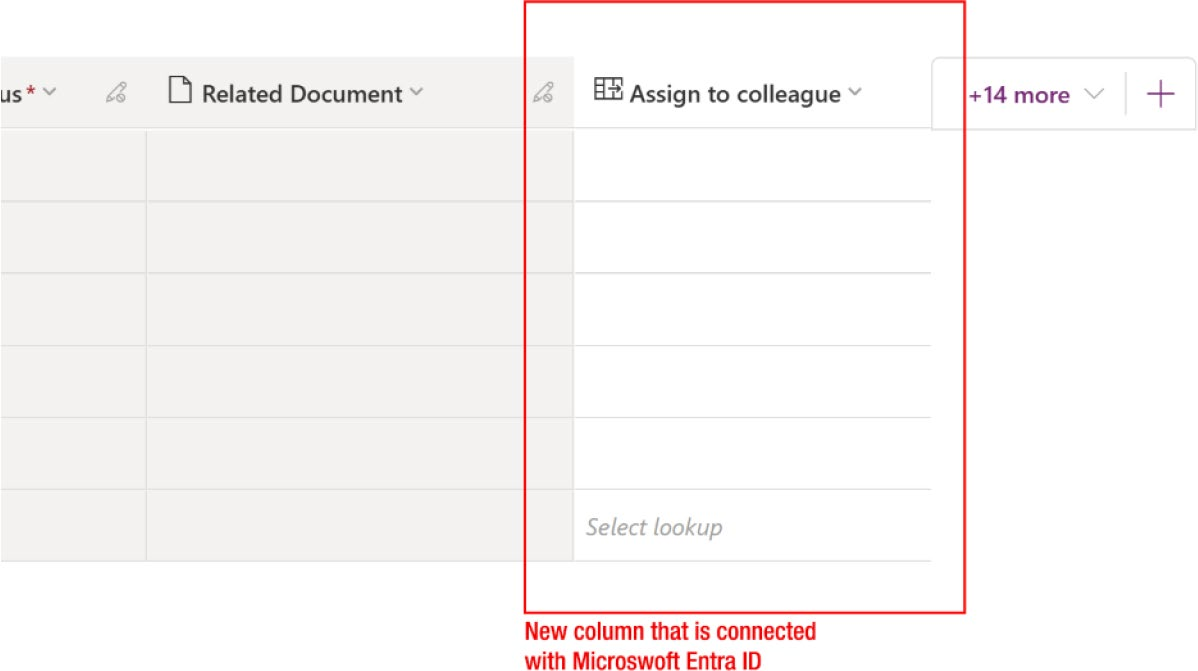 us* Related Document Assign to colleague +14 more
Select lookup
New column that is connected
with Microswoft Entra ID